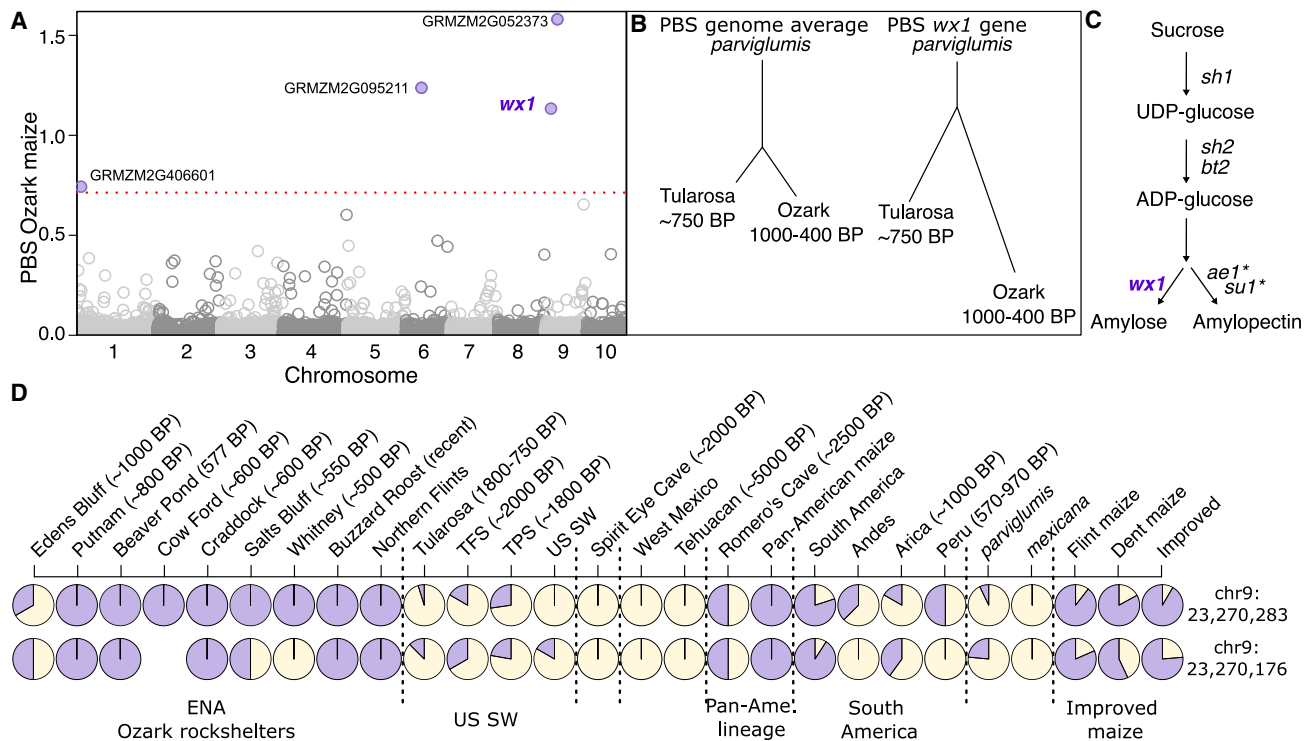 A
1.5
1.0
0.5
0.0
PBS Ozark maize
GRMZM2G052373
GRMZM2G095211
wx1
GRMZM2G406601
1 2 3 4 5 6 7 8 9 10
Chromosome
B
PBS genome average
parviglumis
Tularosa
~750 BP
Ozark
1000-400 BP
PBS wx1 gene
parviglumis
Tularosa
~750 BP
Ozark
1000-400 BP
C
Sucrose
sh1
UDP-glucose
sh2
bt2
ADP-glucose
wx1
ae1*
su1*
Amylose
Amylopectin
D
Edens Bluff (~1000 BP)
Putnam (~800 BP)
Beaver Pond (577 BP)
Cow Ford (~600 BP)
Craddock (~600 BP)
Salts Bluff (~550 BP)
Whitney (~500 BP)
Buzzard Roost (recent)
Northern Flints
Tularosa (1800-750 BP)
TFS (~2000 BP)
TPS (~1800 BP)
US SW
Spirit Eye Cave (~2000 BP)
West Mexico
Tehuacan (~5000 BP)
Romero's Cave (~2500 BP)
Pan-American maize
South America
Andes
Arica (~1000 BP)
Peru (570-970 BP)
parviglumis
mexicana
Flint maize
Dent maize
Improved
chr9:
23,270,283
chr9:
23,270,176
ENA
Ozark rockshelters
US SW
Pan-Ame.
lineage
South
America
Improved
maize